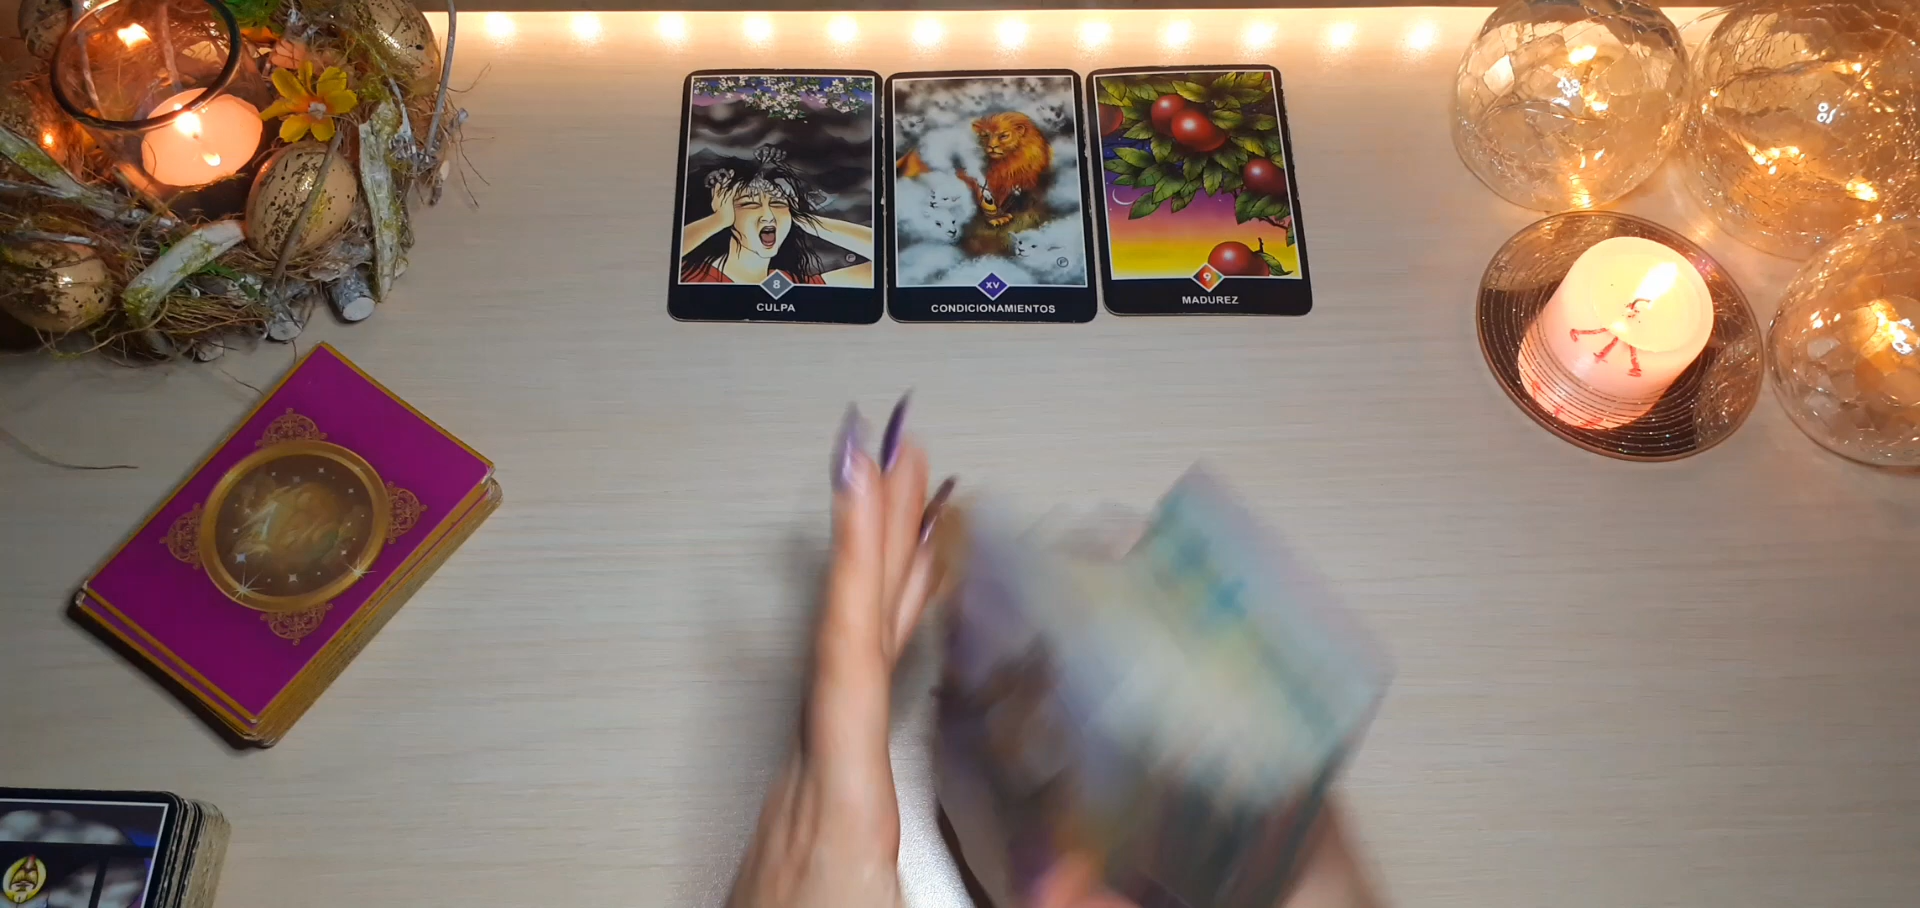 8
CULPA
XV
CONDICIONAMIENTOS
9
MADUREZ